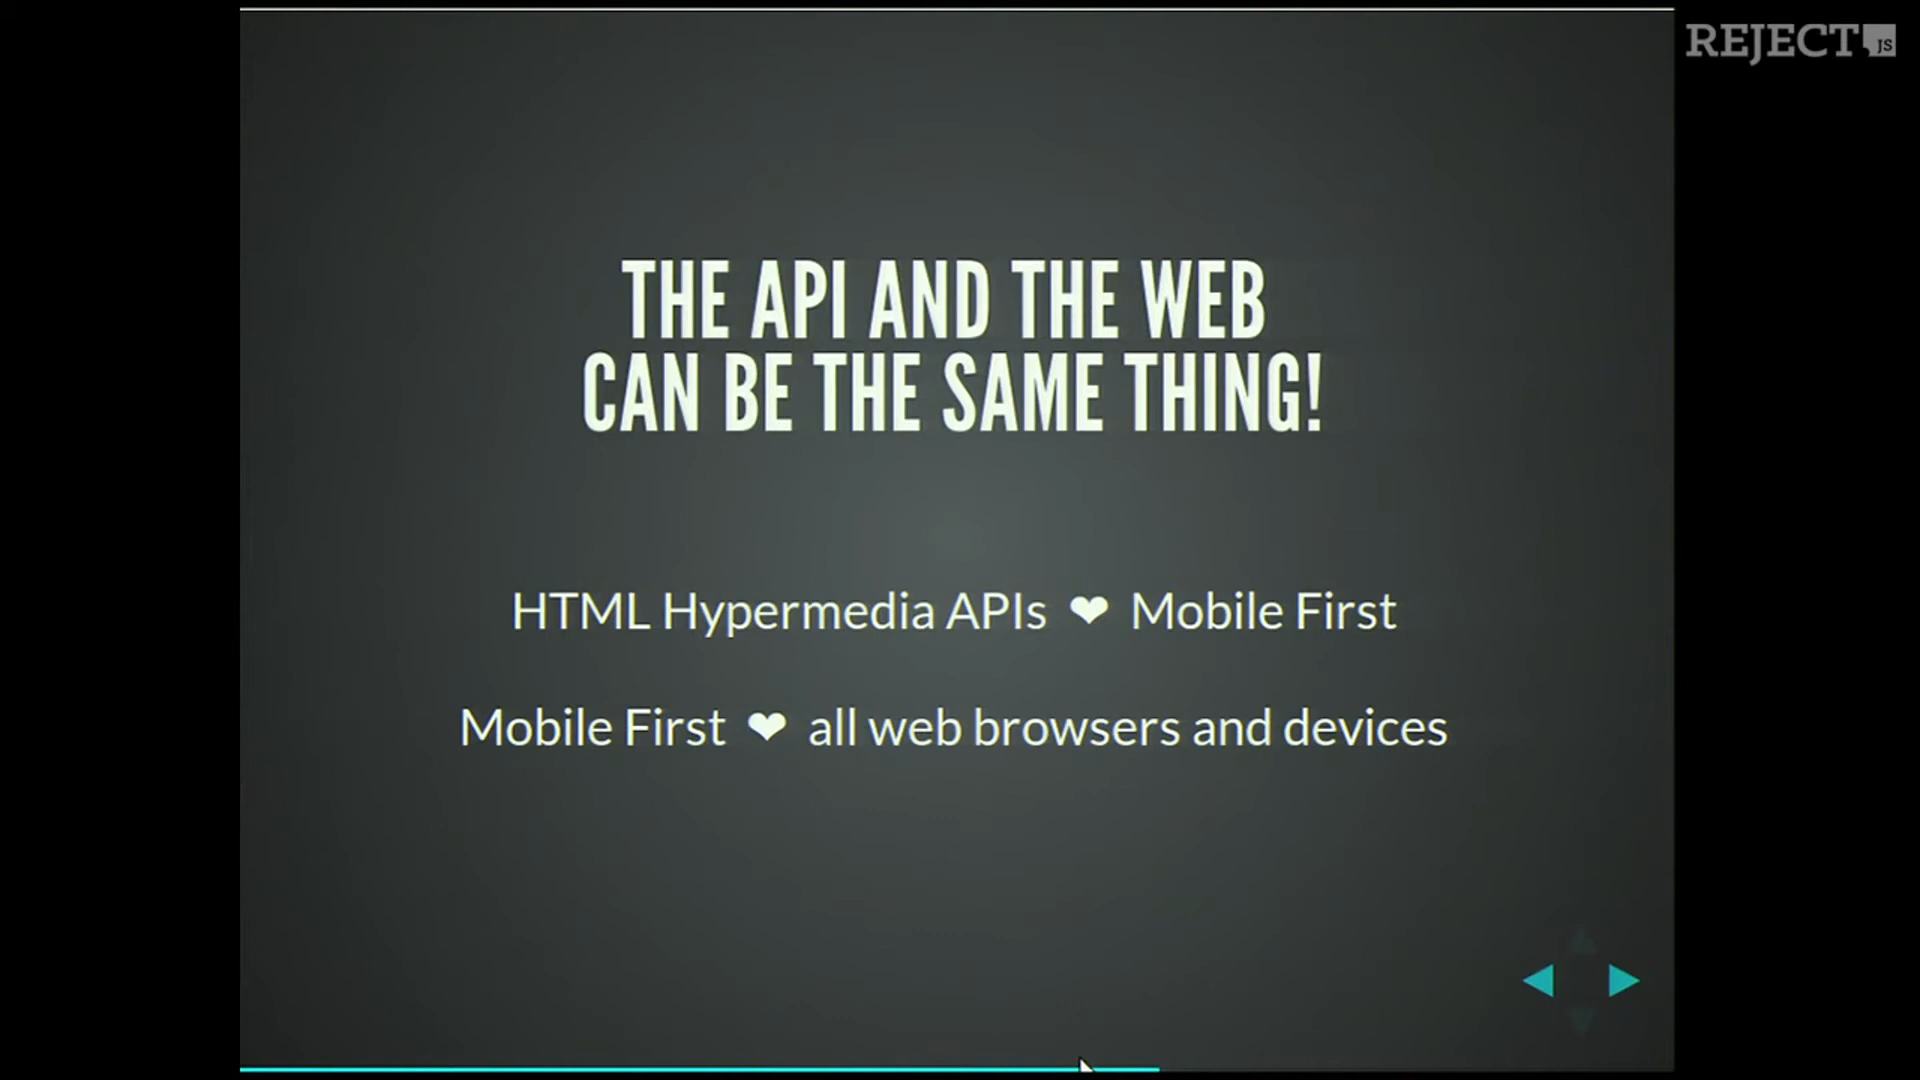 REJECT JS
THE API AND THE WEB
CAN BE THE SAME THING!
HTML Hypermedia APIs ❤ Mobile First
Mobile First ❤ all web browsers and devices